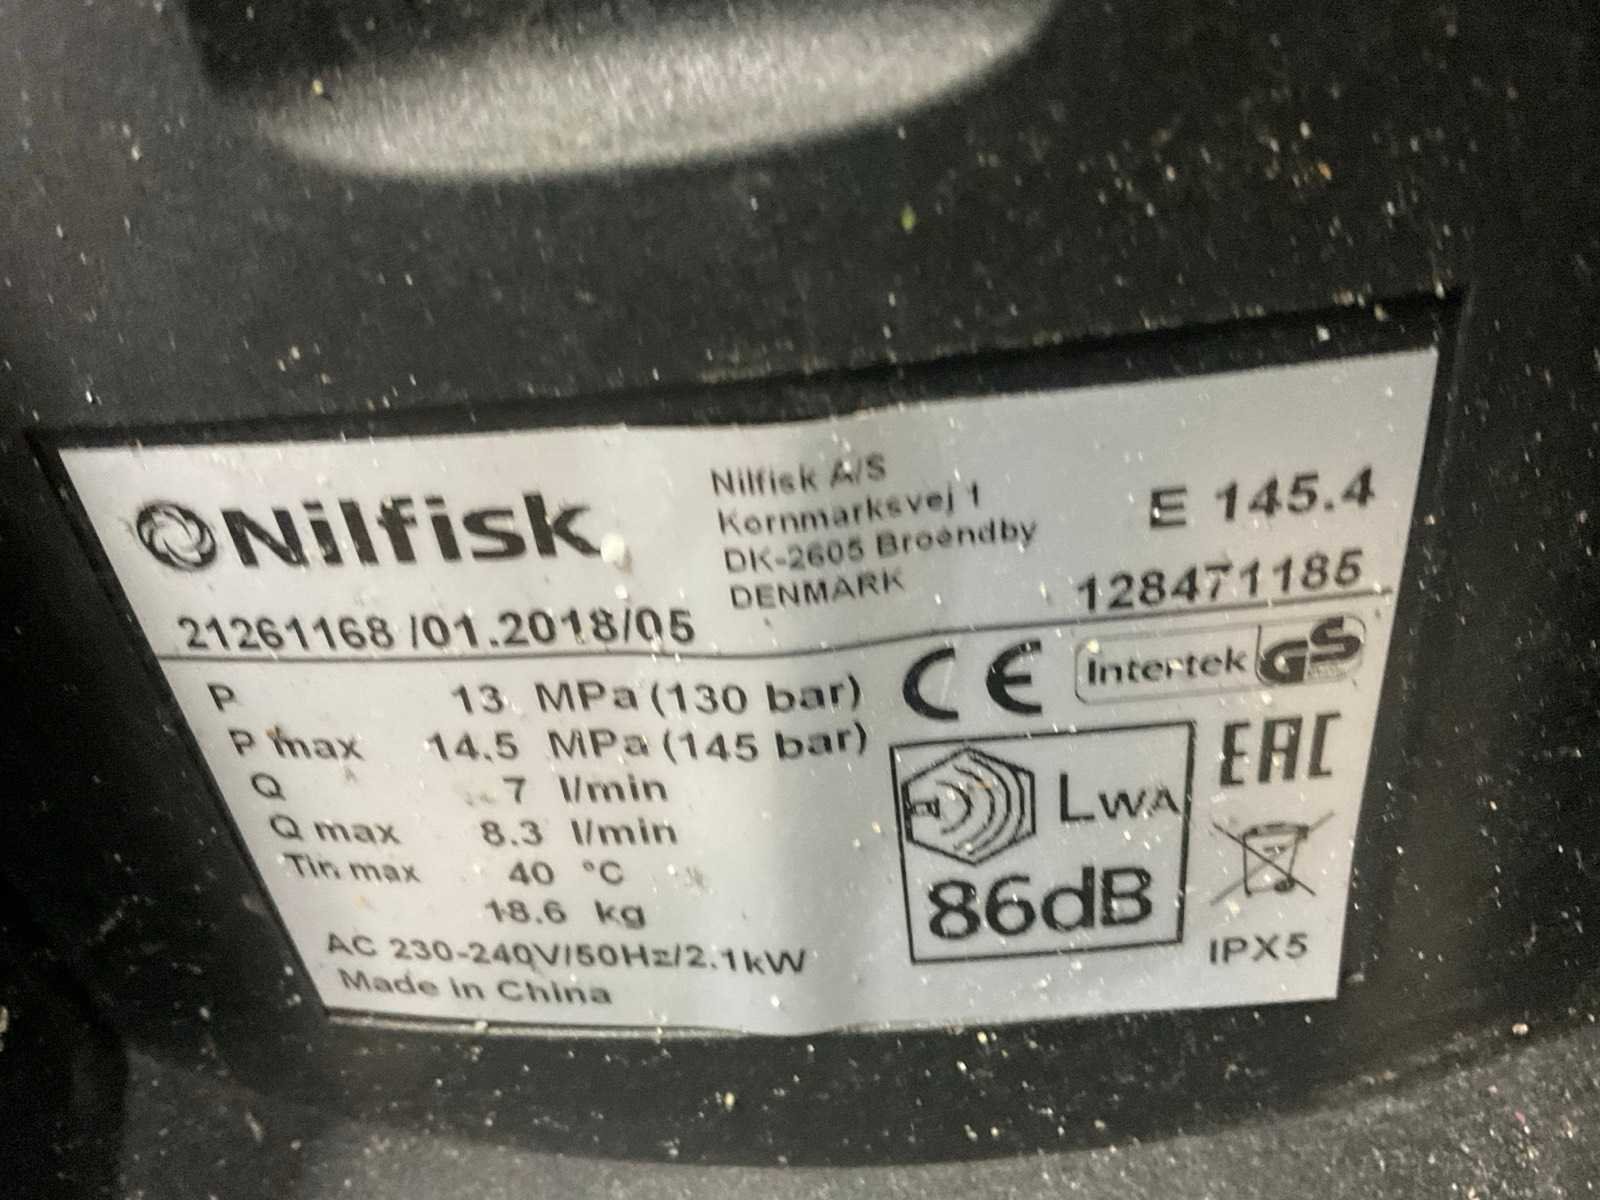 Nilfisk
Nilfisk A/S
Kornmarksvej 1
DK-2605 Broendby
DENMARK
E 145.4
128471185
21261168 /01.2018/05
P 13 MPa (130 bar)
P max 14.5 MPa (145 bar)
Q 7 l/min
Q max 8.3 l/min
Tin max 40 °C
18.6 kg
AC 230-240V/50Hz/2.1kW
Made in China
CE
Intertek GS
EAC
LWA
86dB
IPX5